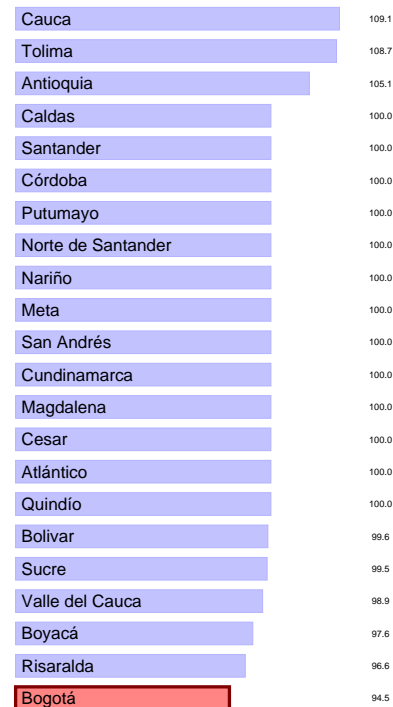 Cauca 109.1
Tolima 108.7
Antioquia 105.1
Caldas 100.0
Santander 100.0
Córdoba 100.0
Putumayo 100.0
Norte de Santander 100.0
Nariño 100.0
Meta 100.0
San Andrés 100.0
Cundinamarca 100.0
Magdalena 100.0
Cesar 100.0
Atlántico 100.0
Quindío 100.0
Bolivar 99.6
Sucre 99.5
Valle del Cauca 98.9
Boyacá 97.6
Risaralda 96.6
Bogotá 94.5